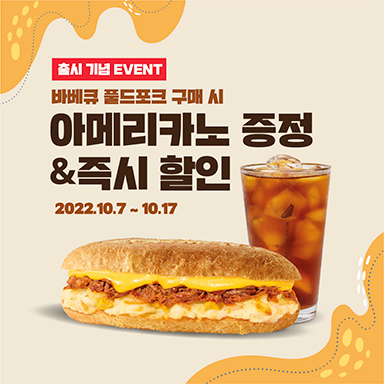 출시 기념 EVENT
바베큐 풀드포크 구매 시
아메리카노 증정
&즉시 할인
2022.10.7 ~ 10.17